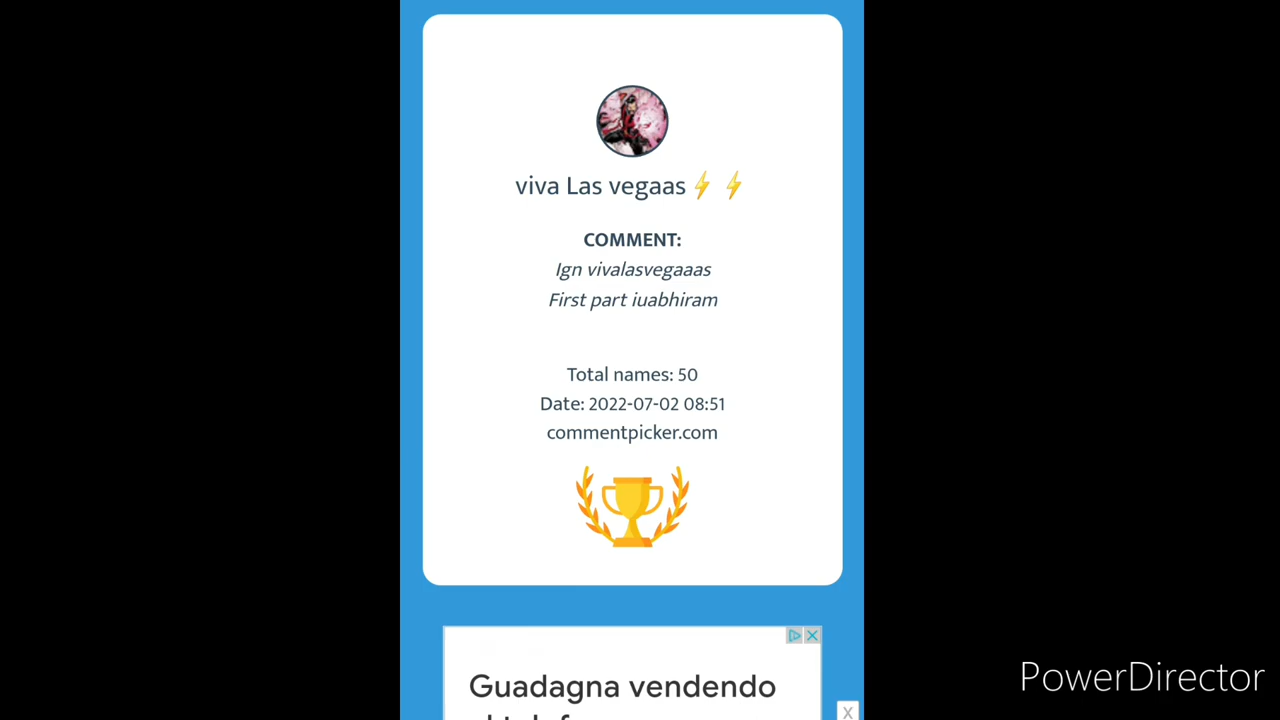 viva Las vegaas⚡ ⚡
COMMENT:
Ign vivalasvegaaas
First part iuabhiram
Total names: 50
Date: 2022-07-02 08:51
commentpicker.com
Guadagna vendendo
X
PowerDirector